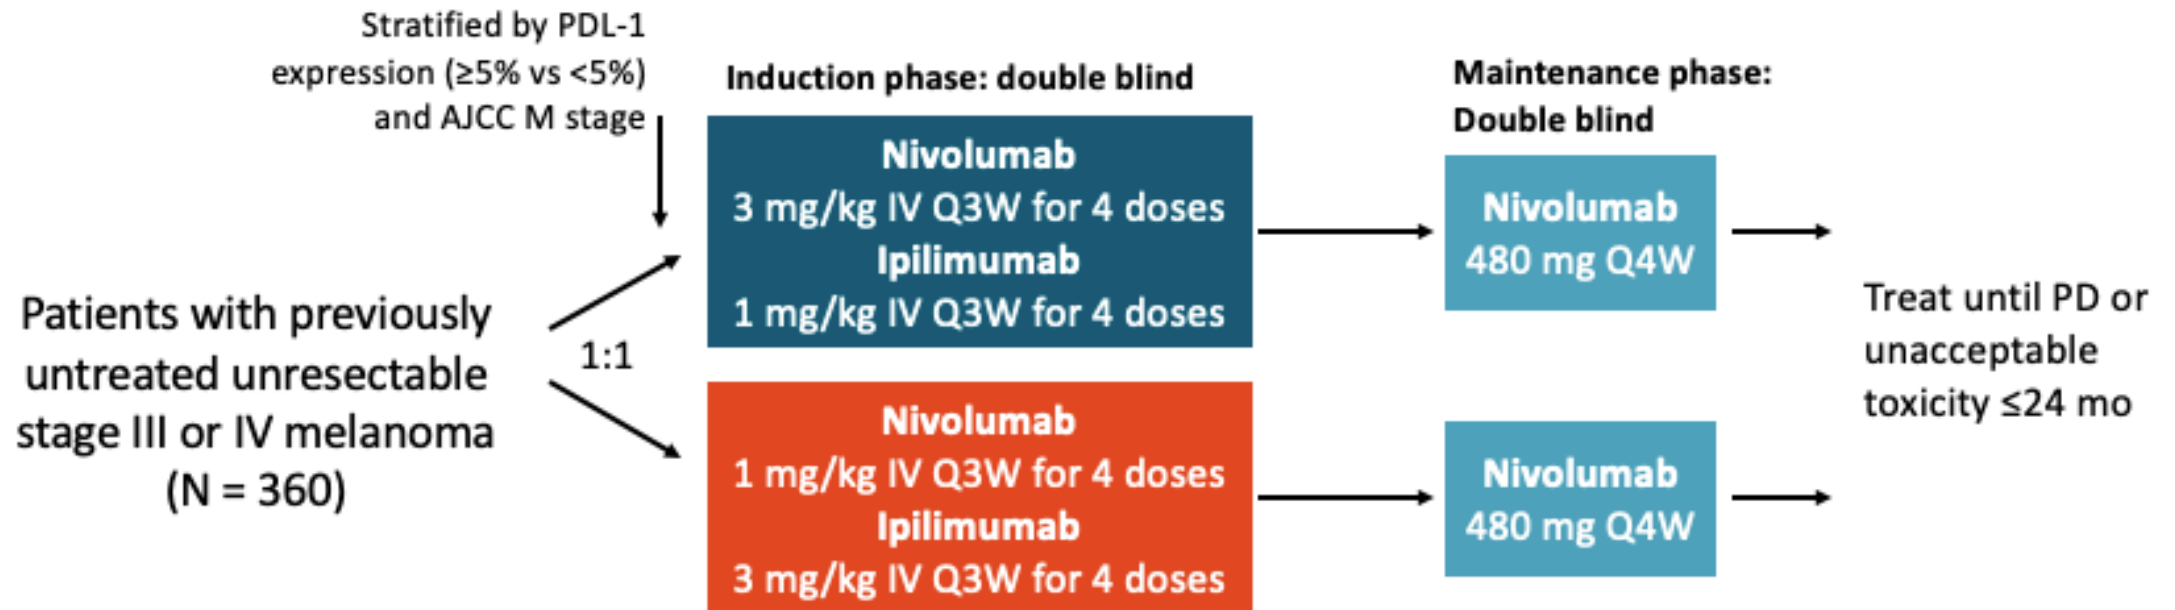 Stratified by PDL-1
expression (≥5% vs <5%)
and AJCC M stage
Patients with previously
untreated unresectable
stage III or IV melanoma
(N = 360)
1:1
Induction phase: double blind
Nivolumab
3 mg/kg IV Q3W for 4 doses
Ipilimumab
1 mg/kg IV Q3W for 4 doses
Nivolumab
1 mg/kg IV Q3W for 4 doses
Ipilimumab
3 mg/kg IV Q3W for 4 doses
Maintenance phase:
Double blind
Nivolumab
480 mg Q4W
Nivolumab
480 mg Q4W
Treat until PD or
unacceptable
toxicity ≤24 mo